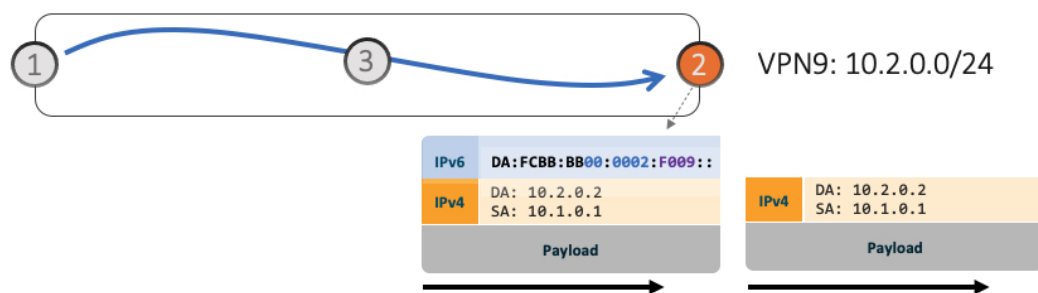 1
3
2
VPN9: 10.2.0.0/24
IPv6 DA:FCBB:BB00:0002:F009::
IPv4 DA: 10.2.0.2
SA: 10.1.0.1
Payload
IPv4 DA: 10.2.0.2
SA: 10.1.0.1
Payload